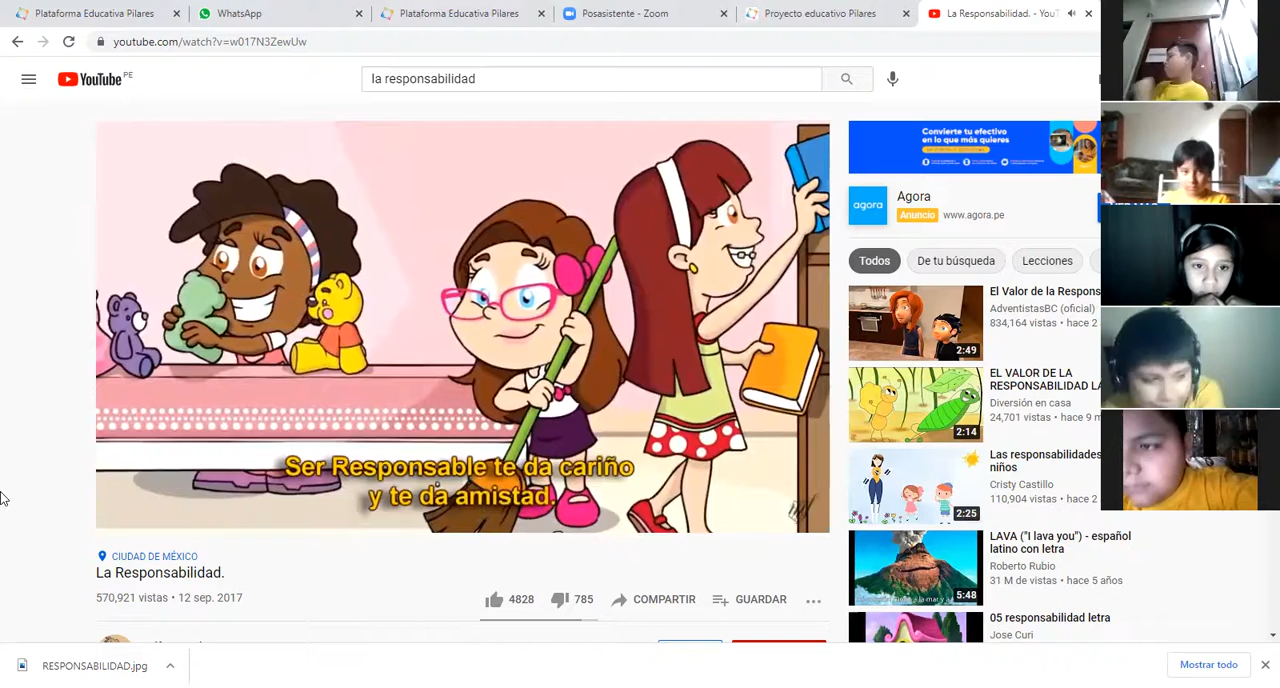 Plataforma Educativa Pilares
WhatsApp
Plataforma Educativa Pilares
Posasistente - Zoom
Proyecto educativo Pilares
La Responsabilidad. - YouT
youtube.com/watch?v=w017N3ZewUw
YouTube PE
la responsabilidad
Ser Responsable te da cariño
y te da amistad.
CIUDAD DE MÉXICO
La Responsabilidad.
570,921 vistas • 12 sep. 2017
4828
785
COMPARTIR
GUARDAR
Convierte tu efectivo
en lo que más quieres
agora
Agora
Anuncio www.agora.pe
Todos
De tu búsqueda
Lecciones
El Valor de la Respons
AdventistasBC (oficial)
834,164 vistas • hace 2
2:49
EL VALOR DE LA
RESPONSABILIDAD LA
Diversión en casa
24,701 vistas • hace 9 m
2:14
Las responsabilidades
niños
Cristy Castillo
110,904 vistas • hace 2
2:25
LAVA ("I lava you") - español
latino con letra
Roberto Rubio
31 M de vistas • hace 5 años
5:48
05 responsabilidad letra
Jose Curi
RESPONSABILIDAD.jpg
Mostrar todo